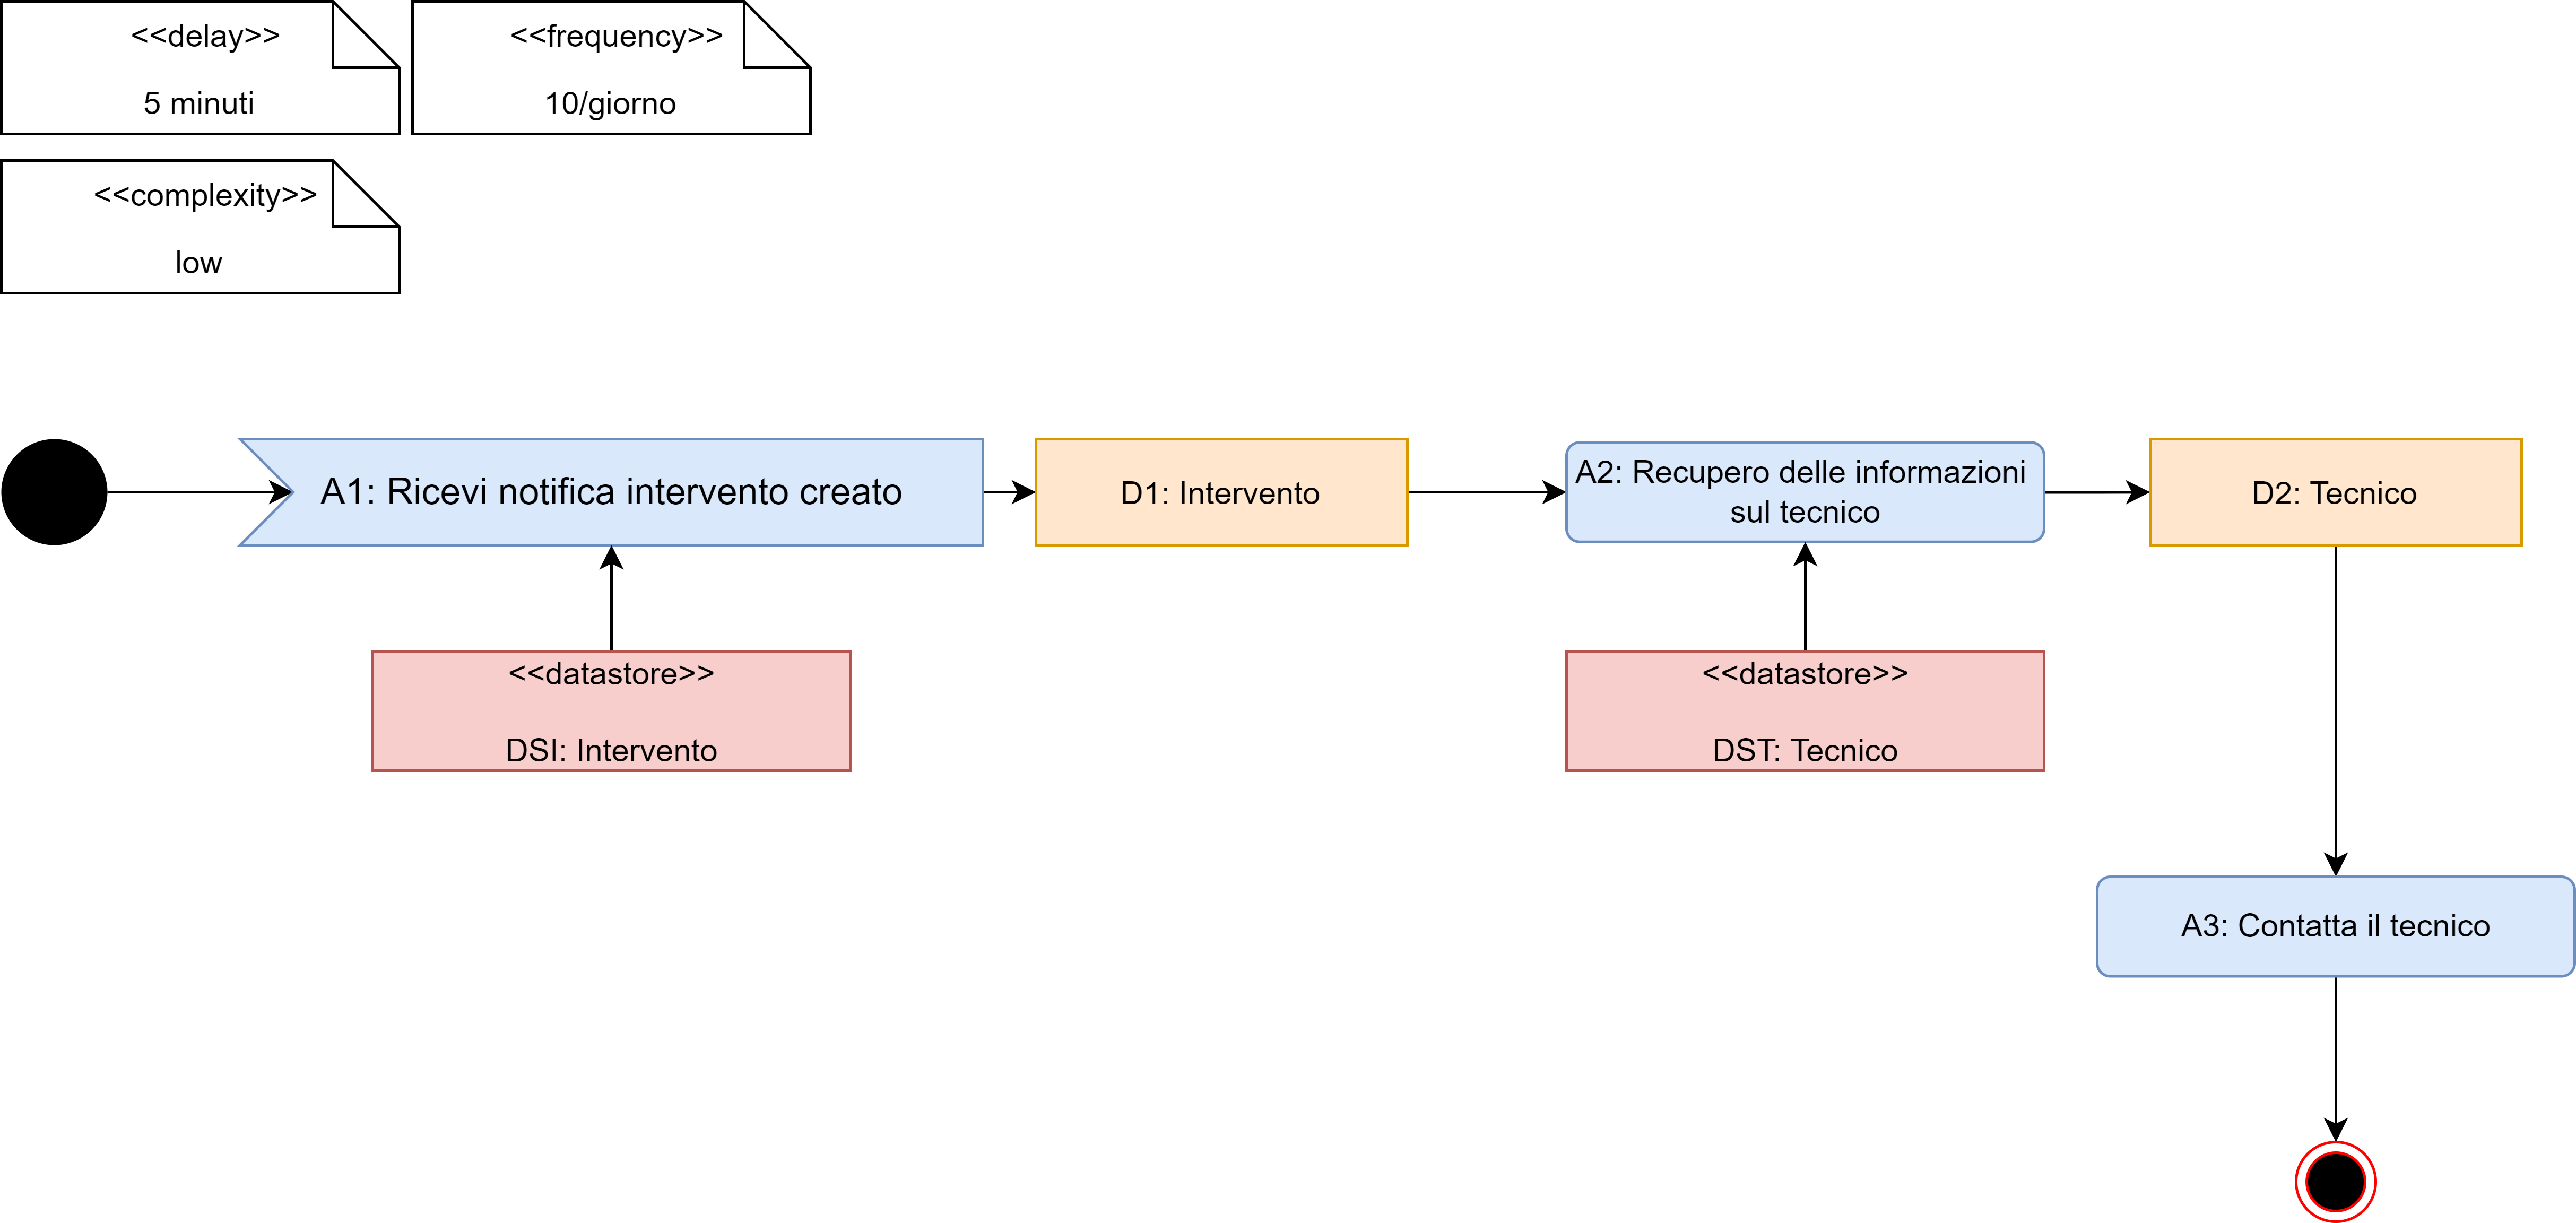 <<delay>>
5 minuti
<<frequency>>
10/giorno
<<complexity>>
low
A1: Ricevi notifica intervento creato
D1: Intervento
A2: Recupero delle informazioni
sul tecnico
D2: Tecnico
<<datastore>>
DSI: Intervento
<<datastore>>
DST: Tecnico
A3: Contatta il tecnico